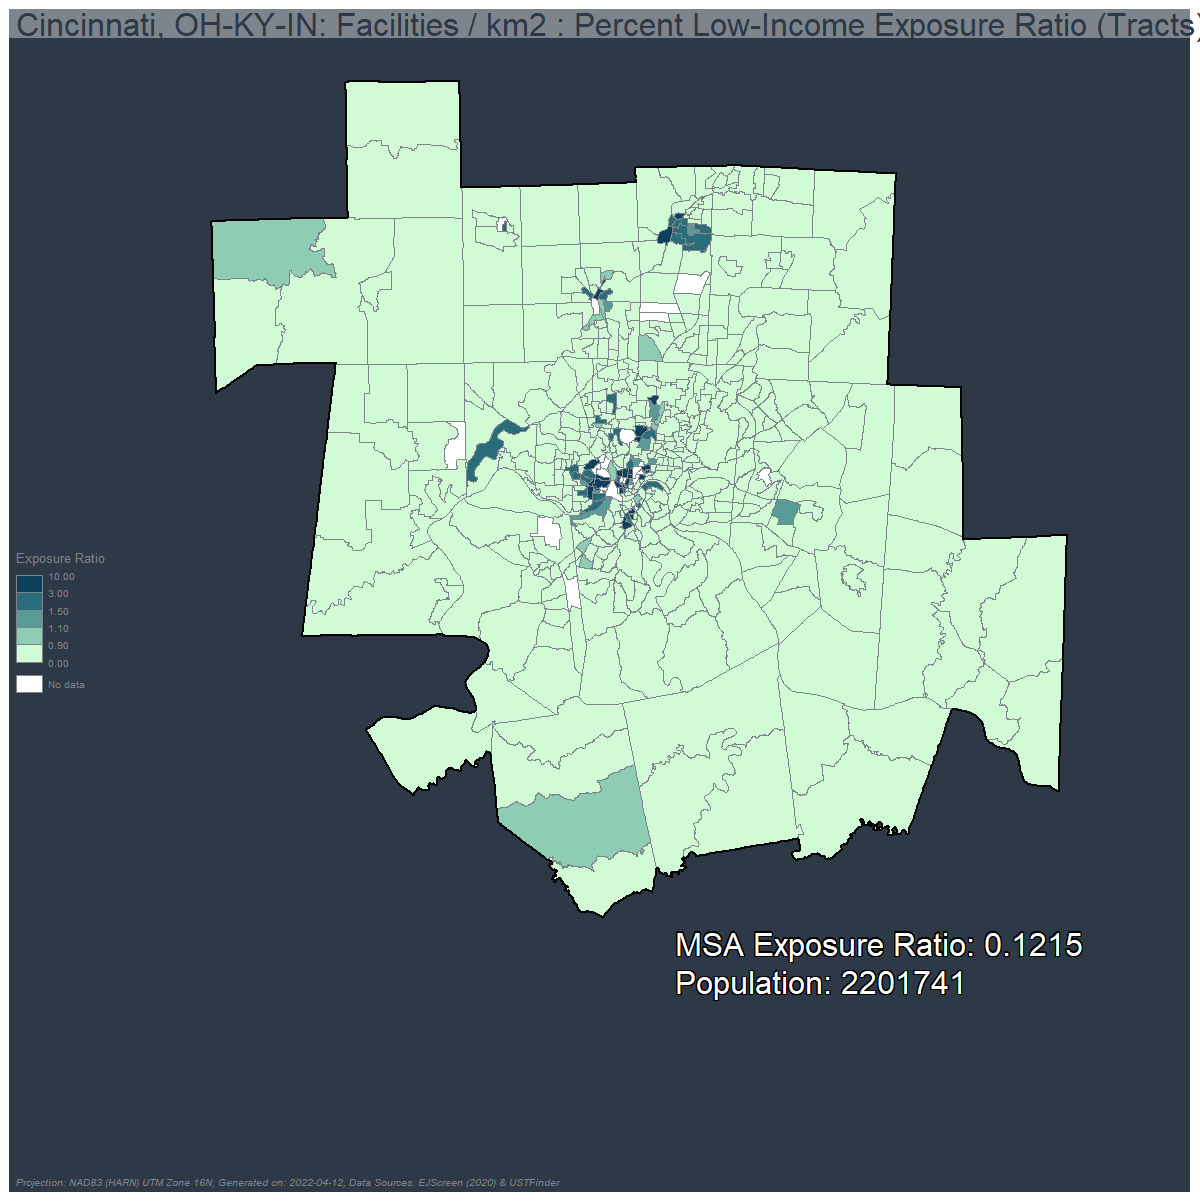 Cincinnati, OH-KY-IN: Facilities / km2 : Percent Low-Income Exposure Ratio (Tracts)
Exposure Ratio
10.00
3.00
1.50
1.10
0.90
0.00
No data
MSA Exposure Ratio: 0.1215
Population: 2201741
Projection: NAD83 (HARN) UTM Zone 16N, Generated on: 2022-04-12, Data Sources: EJScreen (2020) & USTFinder